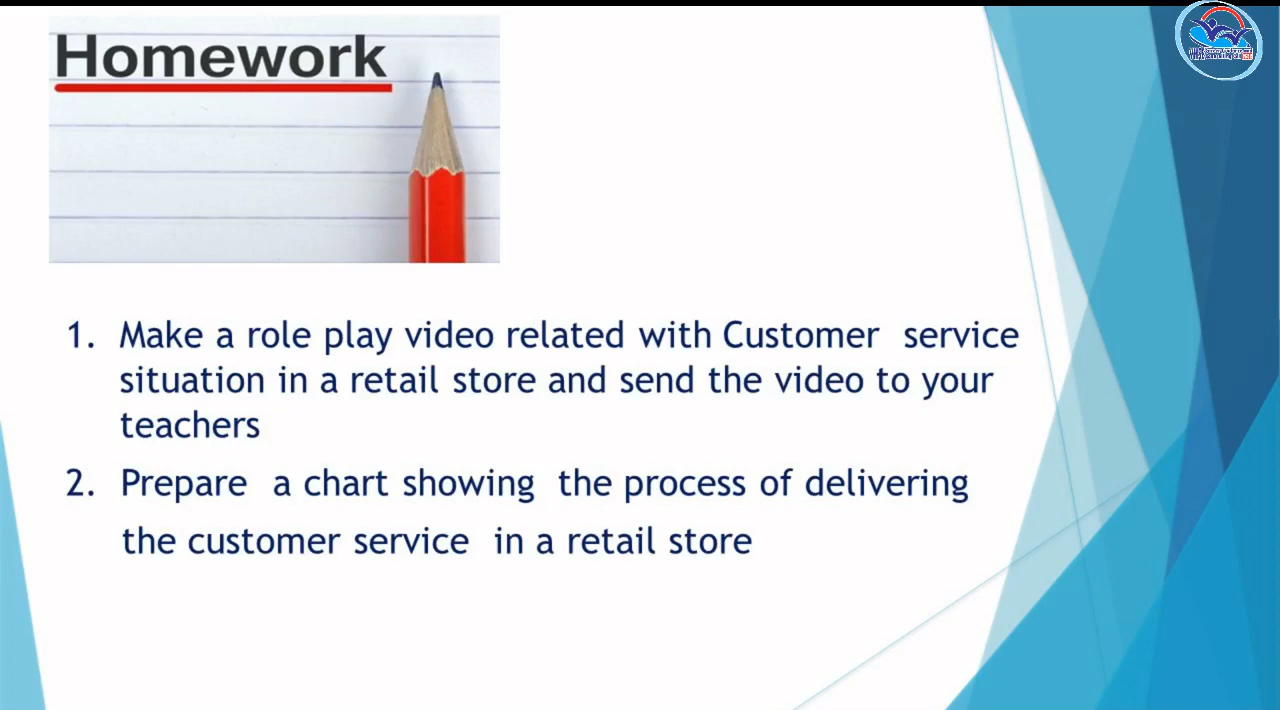 Homework
1. Make a role play video related with Customer service
situation in a retail store and send the video to your
teachers
2. Prepare a chart showing the process of delivering
the customer service in a retail store